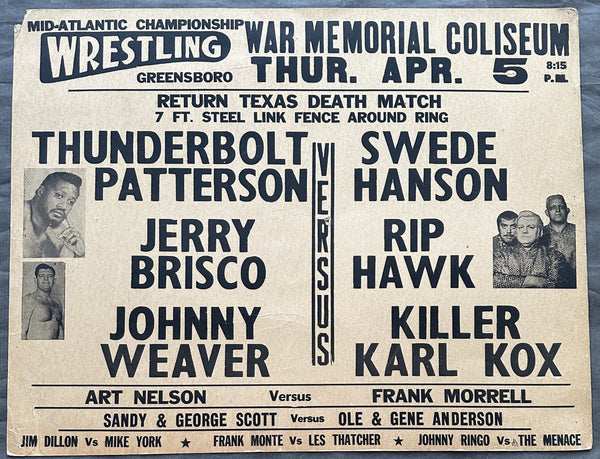 MID-ATLANTIC CHAMPIONSHIP
WRESTLING
GREENSBORO
WAR MEMORIAL COLISEUM
THUR. APR. 5 8:15 P.M.
RETURN TEXAS DEATH MATCH
7 FT. STEEL LINK FENCE AROUND RING
THUNDERBOLT
PATTERSON
JERRY
BRISCO
JOHNNY
WEAVER
VERSUS
SWEDE
HANSON
RIP
HAWK
KILLER
KARL KOX
ART NELSON Versus FRANK MORRELL
SANDY & GEORGE SCOTT Versus OLE & GENE ANDERSON
JIM DILLON Vs MIKE YORK ★ FRANK MONTE Vs LES THATCHER ★ JOHNNY RINGO Vs THE MENACE